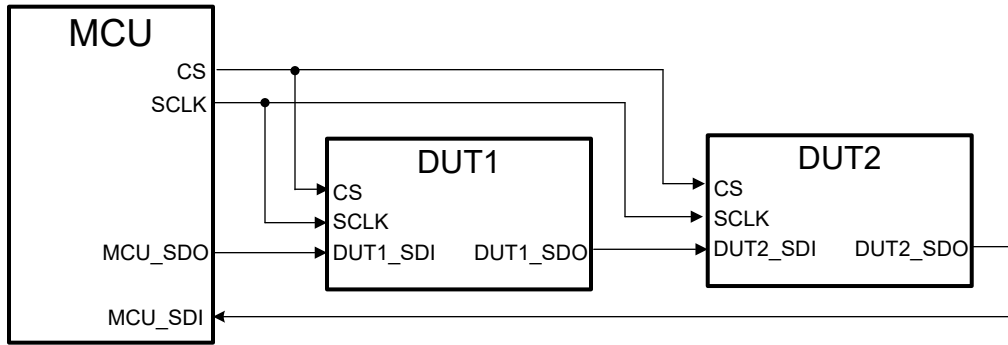 MCU
CS
SCLK
MCU_SDO
MCU_SDI
DUT1
CS
SCLK
DUT1_SDI DUT1_SDO
DUT2
CS
SCLK
DUT2_SDI DUT2_SDO